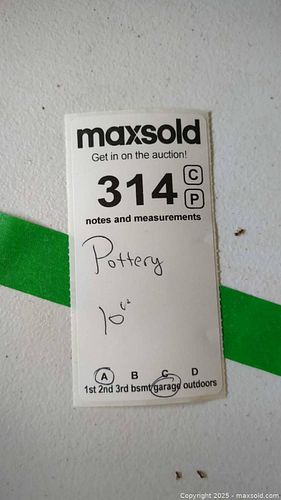 maxsold
Get in on the auction!
314 C
P
notes and measurements
Pottery
10"
A B C D
1st 2nd 3rd bsmt garage outdoors
Copyright 2025 - maxsold.com